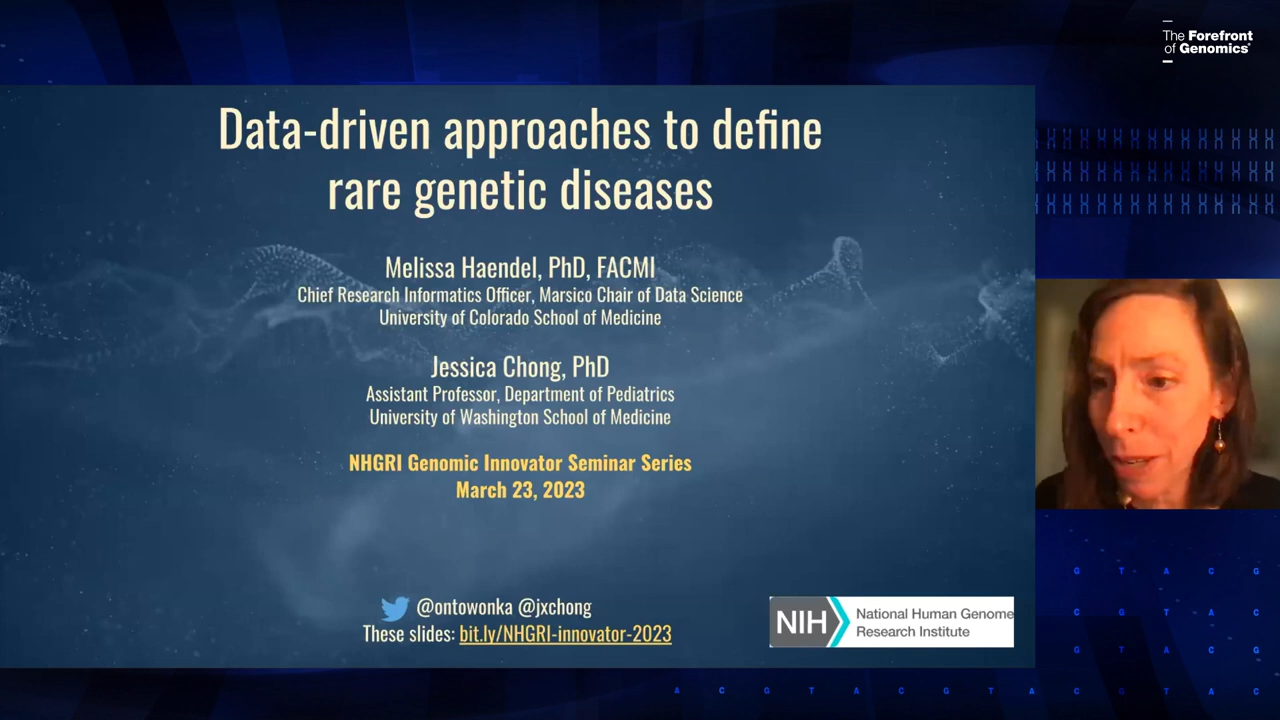 The Forefront
of Genomics®
Data-driven approaches to define
rare genetic diseases
Melissa Haendel, PhD, FACMI
Chief Research Informatics Officer, Marsico Chair of Data Science
University of Colorado School of Medicine
Jessica Chong, PhD
Assistant Professor, Department of Pediatrics
University of Washington School of Medicine
NHGRI Genomic Innovator Seminar Series
March 23, 2023
@ontowonka @jxchong
These slides: bit.ly/NHGRI-innovator-2023
NIH
National Human Genome
Research Institute
G T A C G
C G T A C
G T A C G
A C G T A C G T A C G T A C